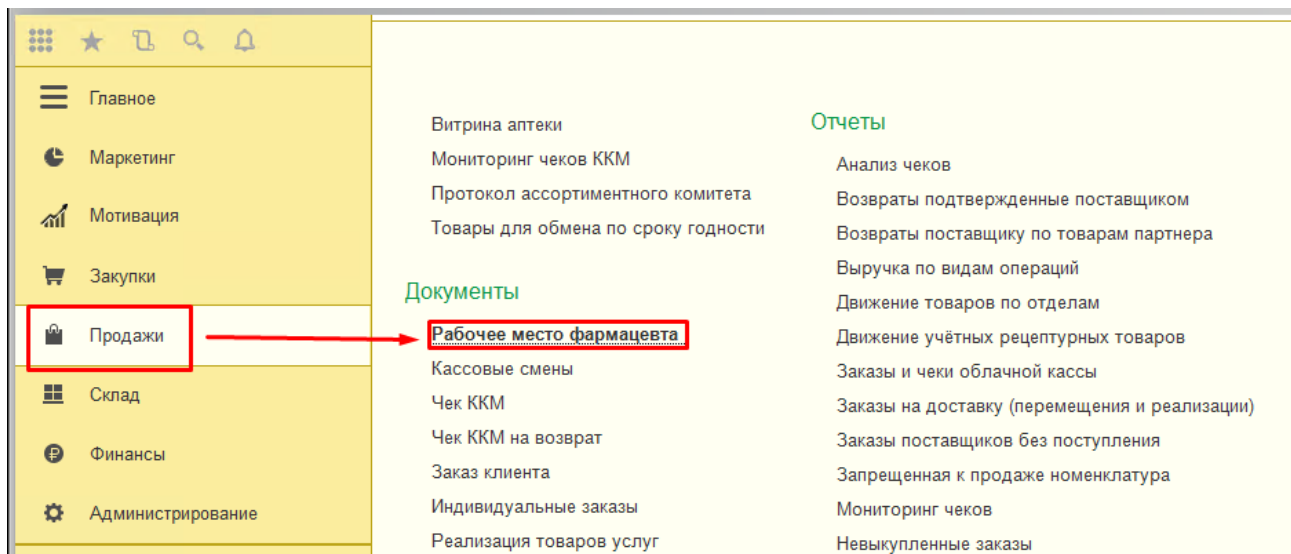 Главное
Маркетинг
Мотивация
Закупки
Продажи
Склад
Финансы
Администрирование
Витрина аптеки
Мониторинг чеков ККМ
Протокол ассортиментного комитета
Товары для обмена по сроку годности
Документы
Рабочее место фармацевта
Кассовые смены
Чек ККМ
Чек ККМ на возврат
Заказ клиента
Индивидуальные заказы
Реализация товаров услуг
Отчеты
Анализ чеков
Возвраты подтвержденные поставщиком
Возвраты поставщику по товарам партнера
Выручка по видам операций
Движение товаров по отделам
Движение учётных рецептурных товаров
Заказы и чеки облачной кассы
Заказы на доставку (перемещения и реализации)
Заказы поставщиков без поступления
Запрещенная к продаже номенклатура
Мониторинг чеков
Невыкупленные заказы